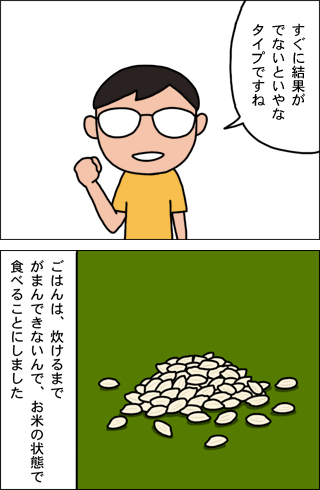 すぐに結果が
でないといやな
タイプですね
ごはんは、炊けるまで
がまんできないんで、お米の状態で
食べることにしました